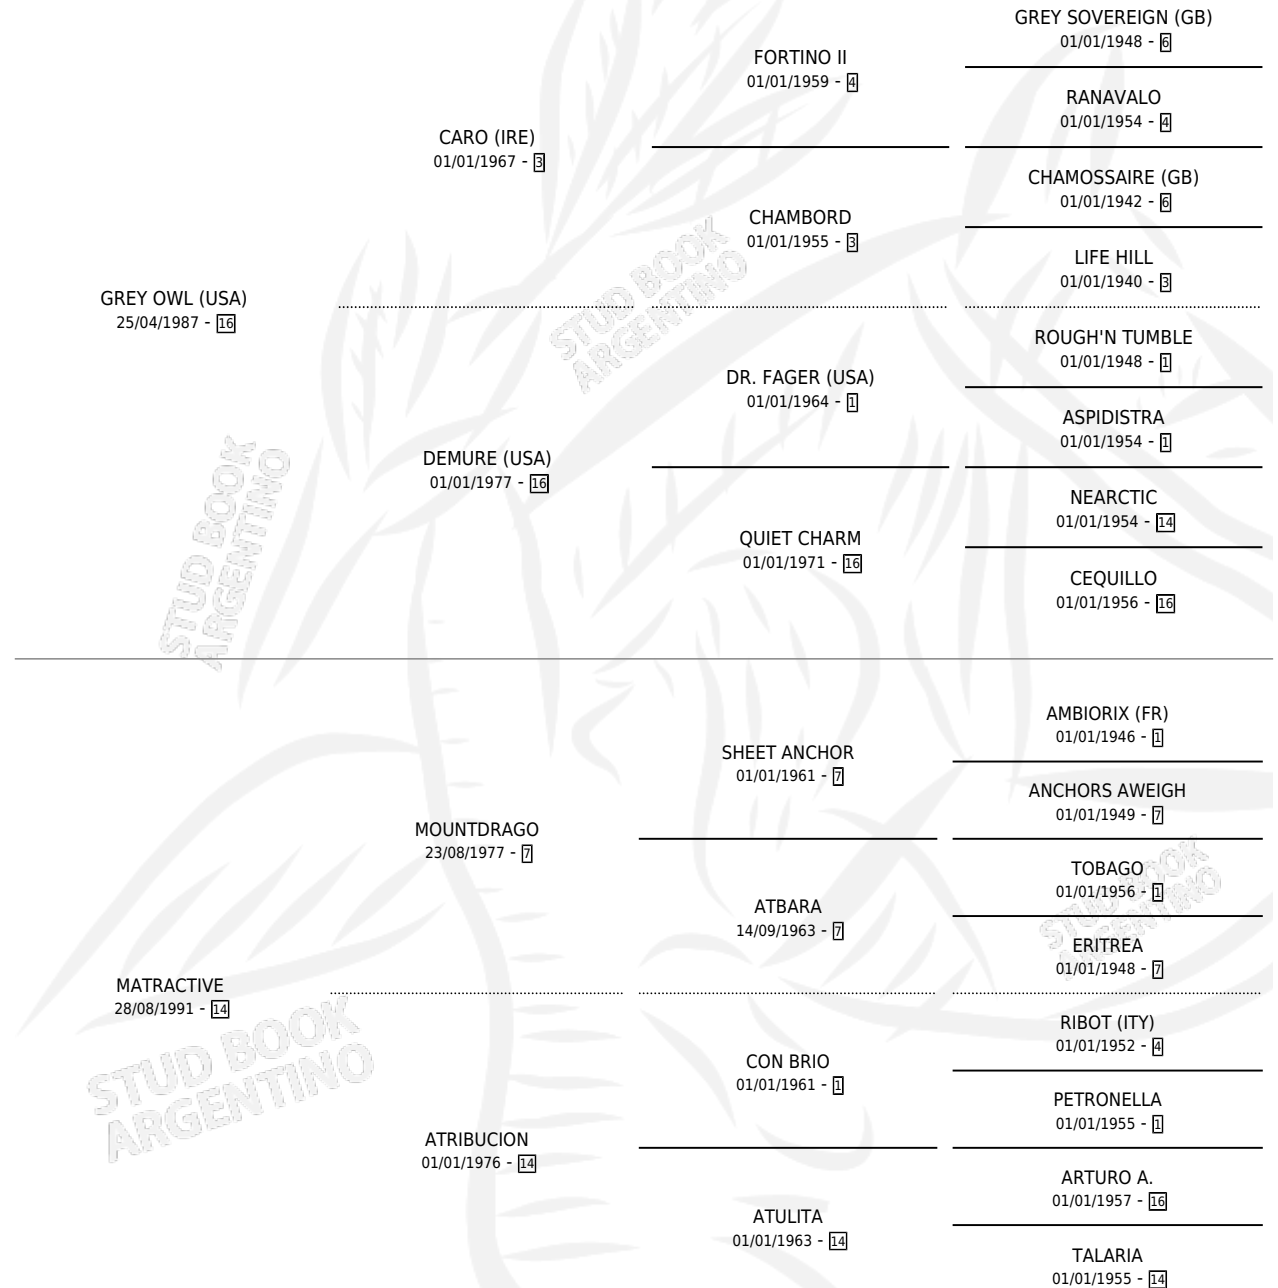 GREY SOVEREIGN (GB)
01/01/1948 - 6
FORTINO II
01/01/1959 - 4
RANAVALO
01/01/1954 - 4
CARO (IRE)
01/01/1967 - 3
CHAMOSSAIRE (GB)
01/01/1942 - 6
CHAMBORD
01/01/1955 - 3
LIFE HILL
01/01/1940 - 3
GREY OWL (USA)
25/04/1987 - 16
STUD BOOK
ARGENTINO
ROUGH'N TUMBLE
01/01/1948 - 1
DR. FAGER (USA)
01/01/1964 - 1
ASPIDISTRA
01/01/1954 - 1
DEMURE (USA)
01/01/1977 - 16
STUD BOOK
ARGENTINO
NEARCTIC
01/01/1954 - 14
QUIET CHARM
01/01/1971 - 16
CEQUILLO
01/01/1956 - 16
AMBIORIX (FR)
01/01/1946 - 1
SHEET ANCHOR
01/01/1961 - 7
ANCHORS AWEIGH
01/01/1949 - 7
MOUNTDRAGO
23/08/1977 - 7
TOBAGO
01/01/1956 - 1
STUD BOOK
ARGENTINO
ATBARA
14/09/1963 - 7
ERITREA
01/01/1948 - 7
MATRACTIVE
28/08/1991 - 14
STUD BOOK
ARGENTINO
RIBOT (ITY)
01/01/1952 - 4
CON BRIO
01/01/1961 - 1
PETRONELLA
01/01/1955 - 1
ATRIBUCION
01/01/1976 - 14
ARTURO A.
01/01/1957 - 16
ATULITA
01/01/1963 - 14
TALARIA
01/01/1955 - 14